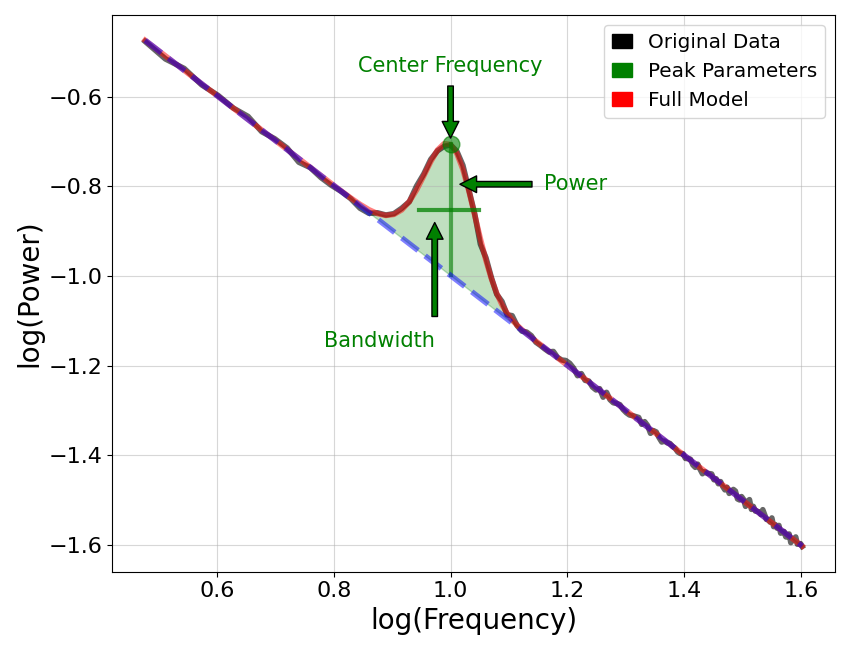 Original Data
Peak Parameters
Full Model
Center Frequency
Power
Bandwidth
log(Power)
−0.6
−0.8
−1.0
−1.2
−1.4
−1.6
0.6 0.8 1.0 1.2 1.4 1.6
log(Frequency)